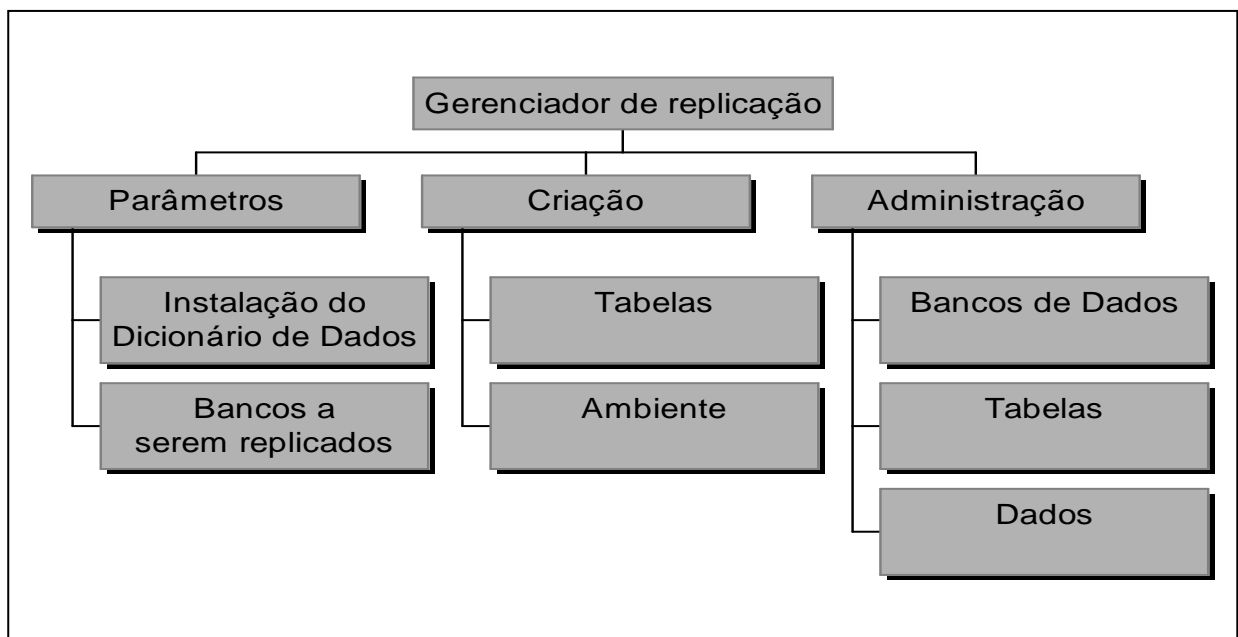 Gerenciador de replicação
Parâmetros
Criação
Administração
Instalação do
Dicionário de Dados
Tabelas
Bancos de Dados
Bancos a
serem replicados
Ambiente
Tabelas
Dados